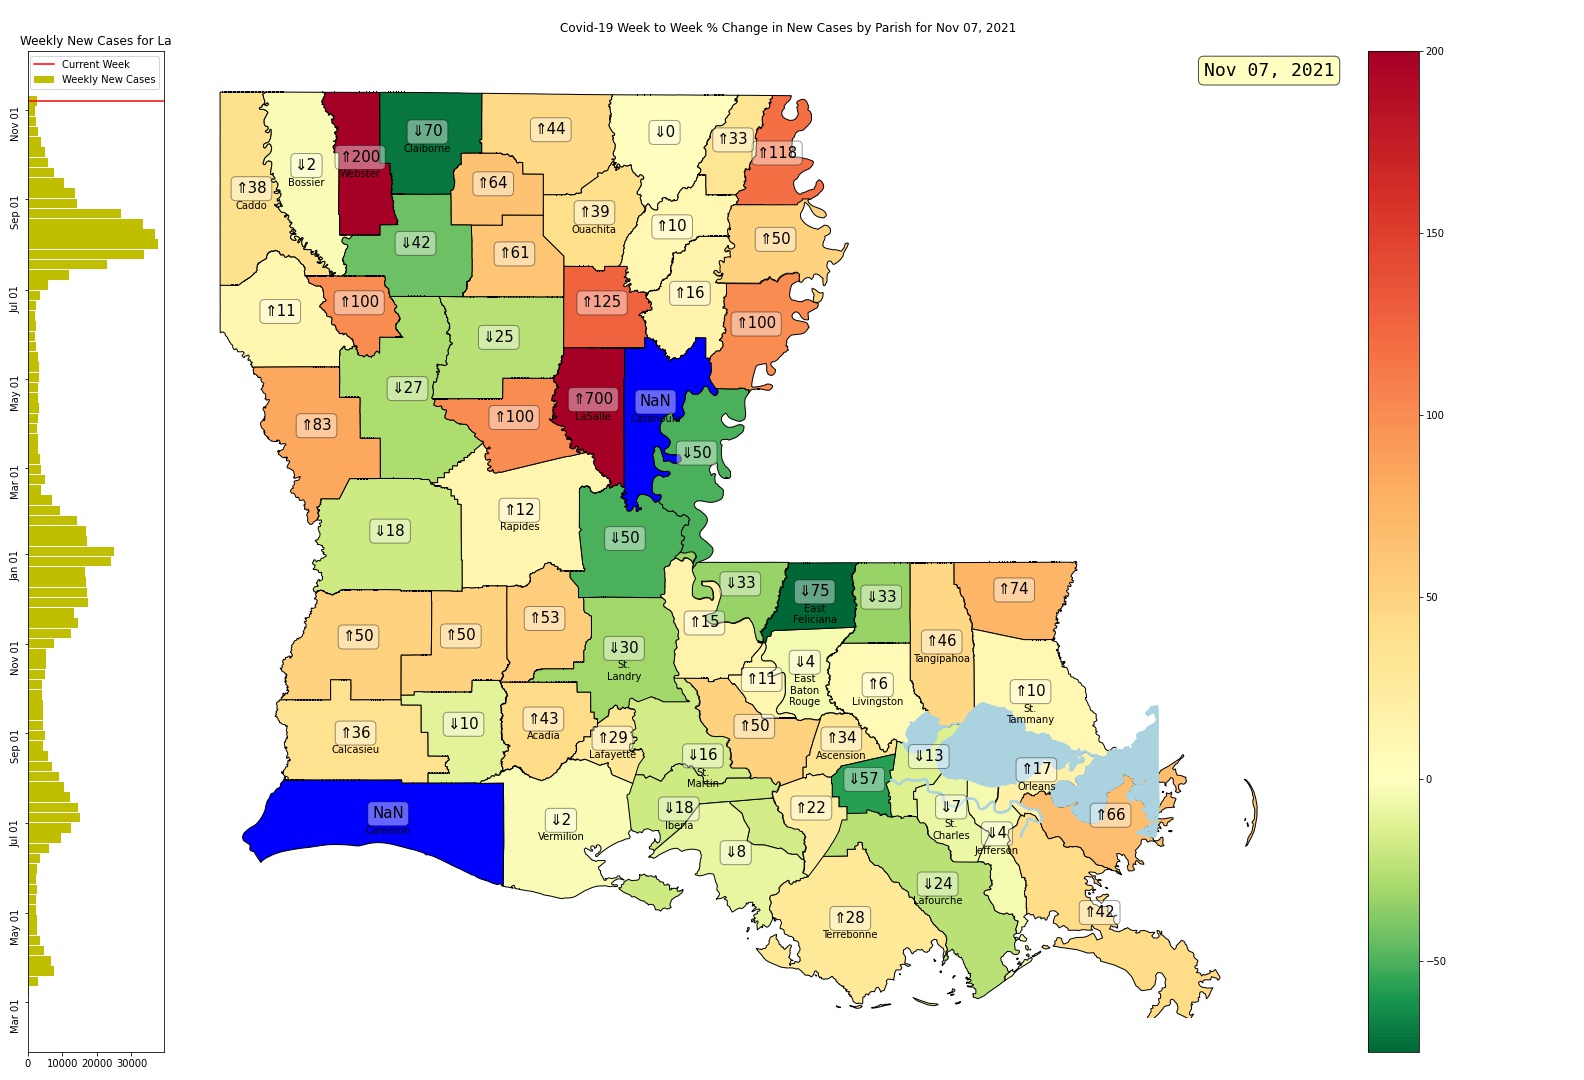 Covid-19 Week to Week % Change in New Cases by Parish for Nov 07, 2021
Weekly New Cases for La
Current Week
Weekly New Cases
Nov 01
Sep 01
Jul 01
May 01
Mar 01
Jan 01
Nov 01
Sep 01
Jul 01
May 01
Mar 01
0 10000 20000 30000
Nov 07, 2021
⇑38
Caddo
⇓2
Bossier
⇑200
Webster
⇓70
Claiborne
⇑44
⇓0
⇑33
⇑118
⇑64
⇑39
Ouachita
⇑10
⇑50
⇓42
⇑61
⇑11
⇑100
⇑125
⇑16
⇑100
⇓25
⇓27
⇑83
⇑100
⇑700
LaSalle
NaN
Catahoula
⇓50
⇑12
Rapides
⇓18
⇓50
⇓33
⇓75
East
Feliciana
⇓33
⇑74
⇑50
⇑50
⇑53
⇑15
⇓30
St.
Landry
⇑46
Tangipahoa
⇓4
East
Baton
Rouge
⇑11
⇑6
Livingston
⇑10
St.
Tammany
⇑36
Calcasieu
⇓10
⇑43
Acadia
⇑29
Lafayette
⇑50
⇑34
Ascension
⇓16
St.
Martin
⇓13
⇑17
Orleans
⇓57
NaN
Cameron
⇓2
Vermilion
⇓18
Iberia
⇑22
⇓7
St.
Charles
⇓4
Jefferson
⇑66
⇓8
⇓24
Lafourche
⇑28
Terrebonne
⇑42
200
150
100
50
0
−50